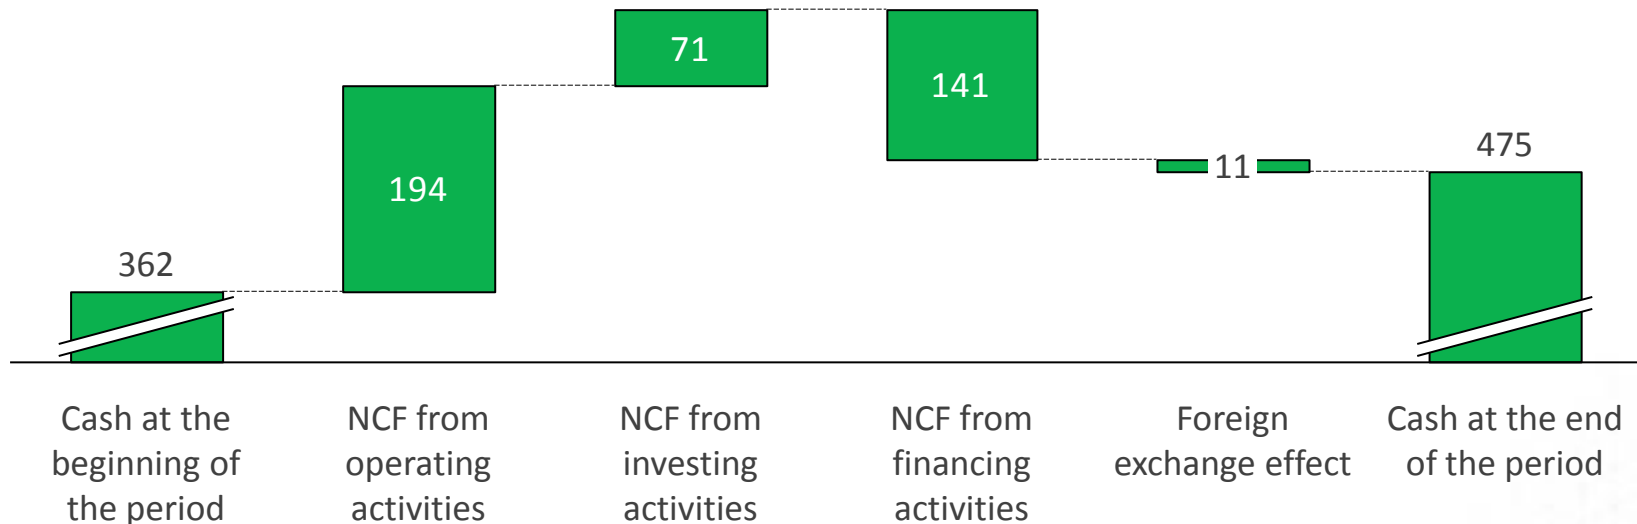 362
194
71
141
11
475
Cash at the
beginning of
the period
NCF from
operating
activities
NCF from
investing
activities
NCF from
financing
activities
Foreign
exchange effect
Cash at the end
of the period